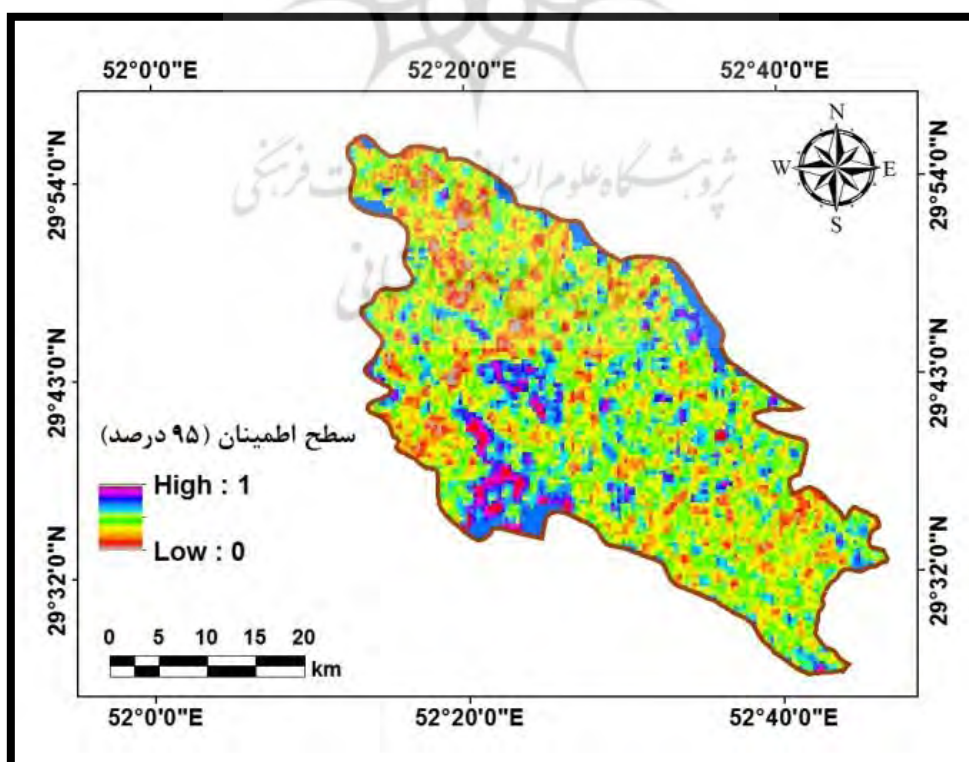 52°0'0"E 52°20'0"E 52°40'0"E
N
W E
S
29°54'0"N 29°54'0"N
پژوهشگاه علوم انسانی
فرهنگی
29°43'0"N 29°43'0"N
سطح اطمینان (۹۵ درصد)
High : 1
Low : 0
29°32'0"N 29°32'0"N
0 5 10 15 20
km
52°0'0"E 52°20'0"E 52°40'0"E